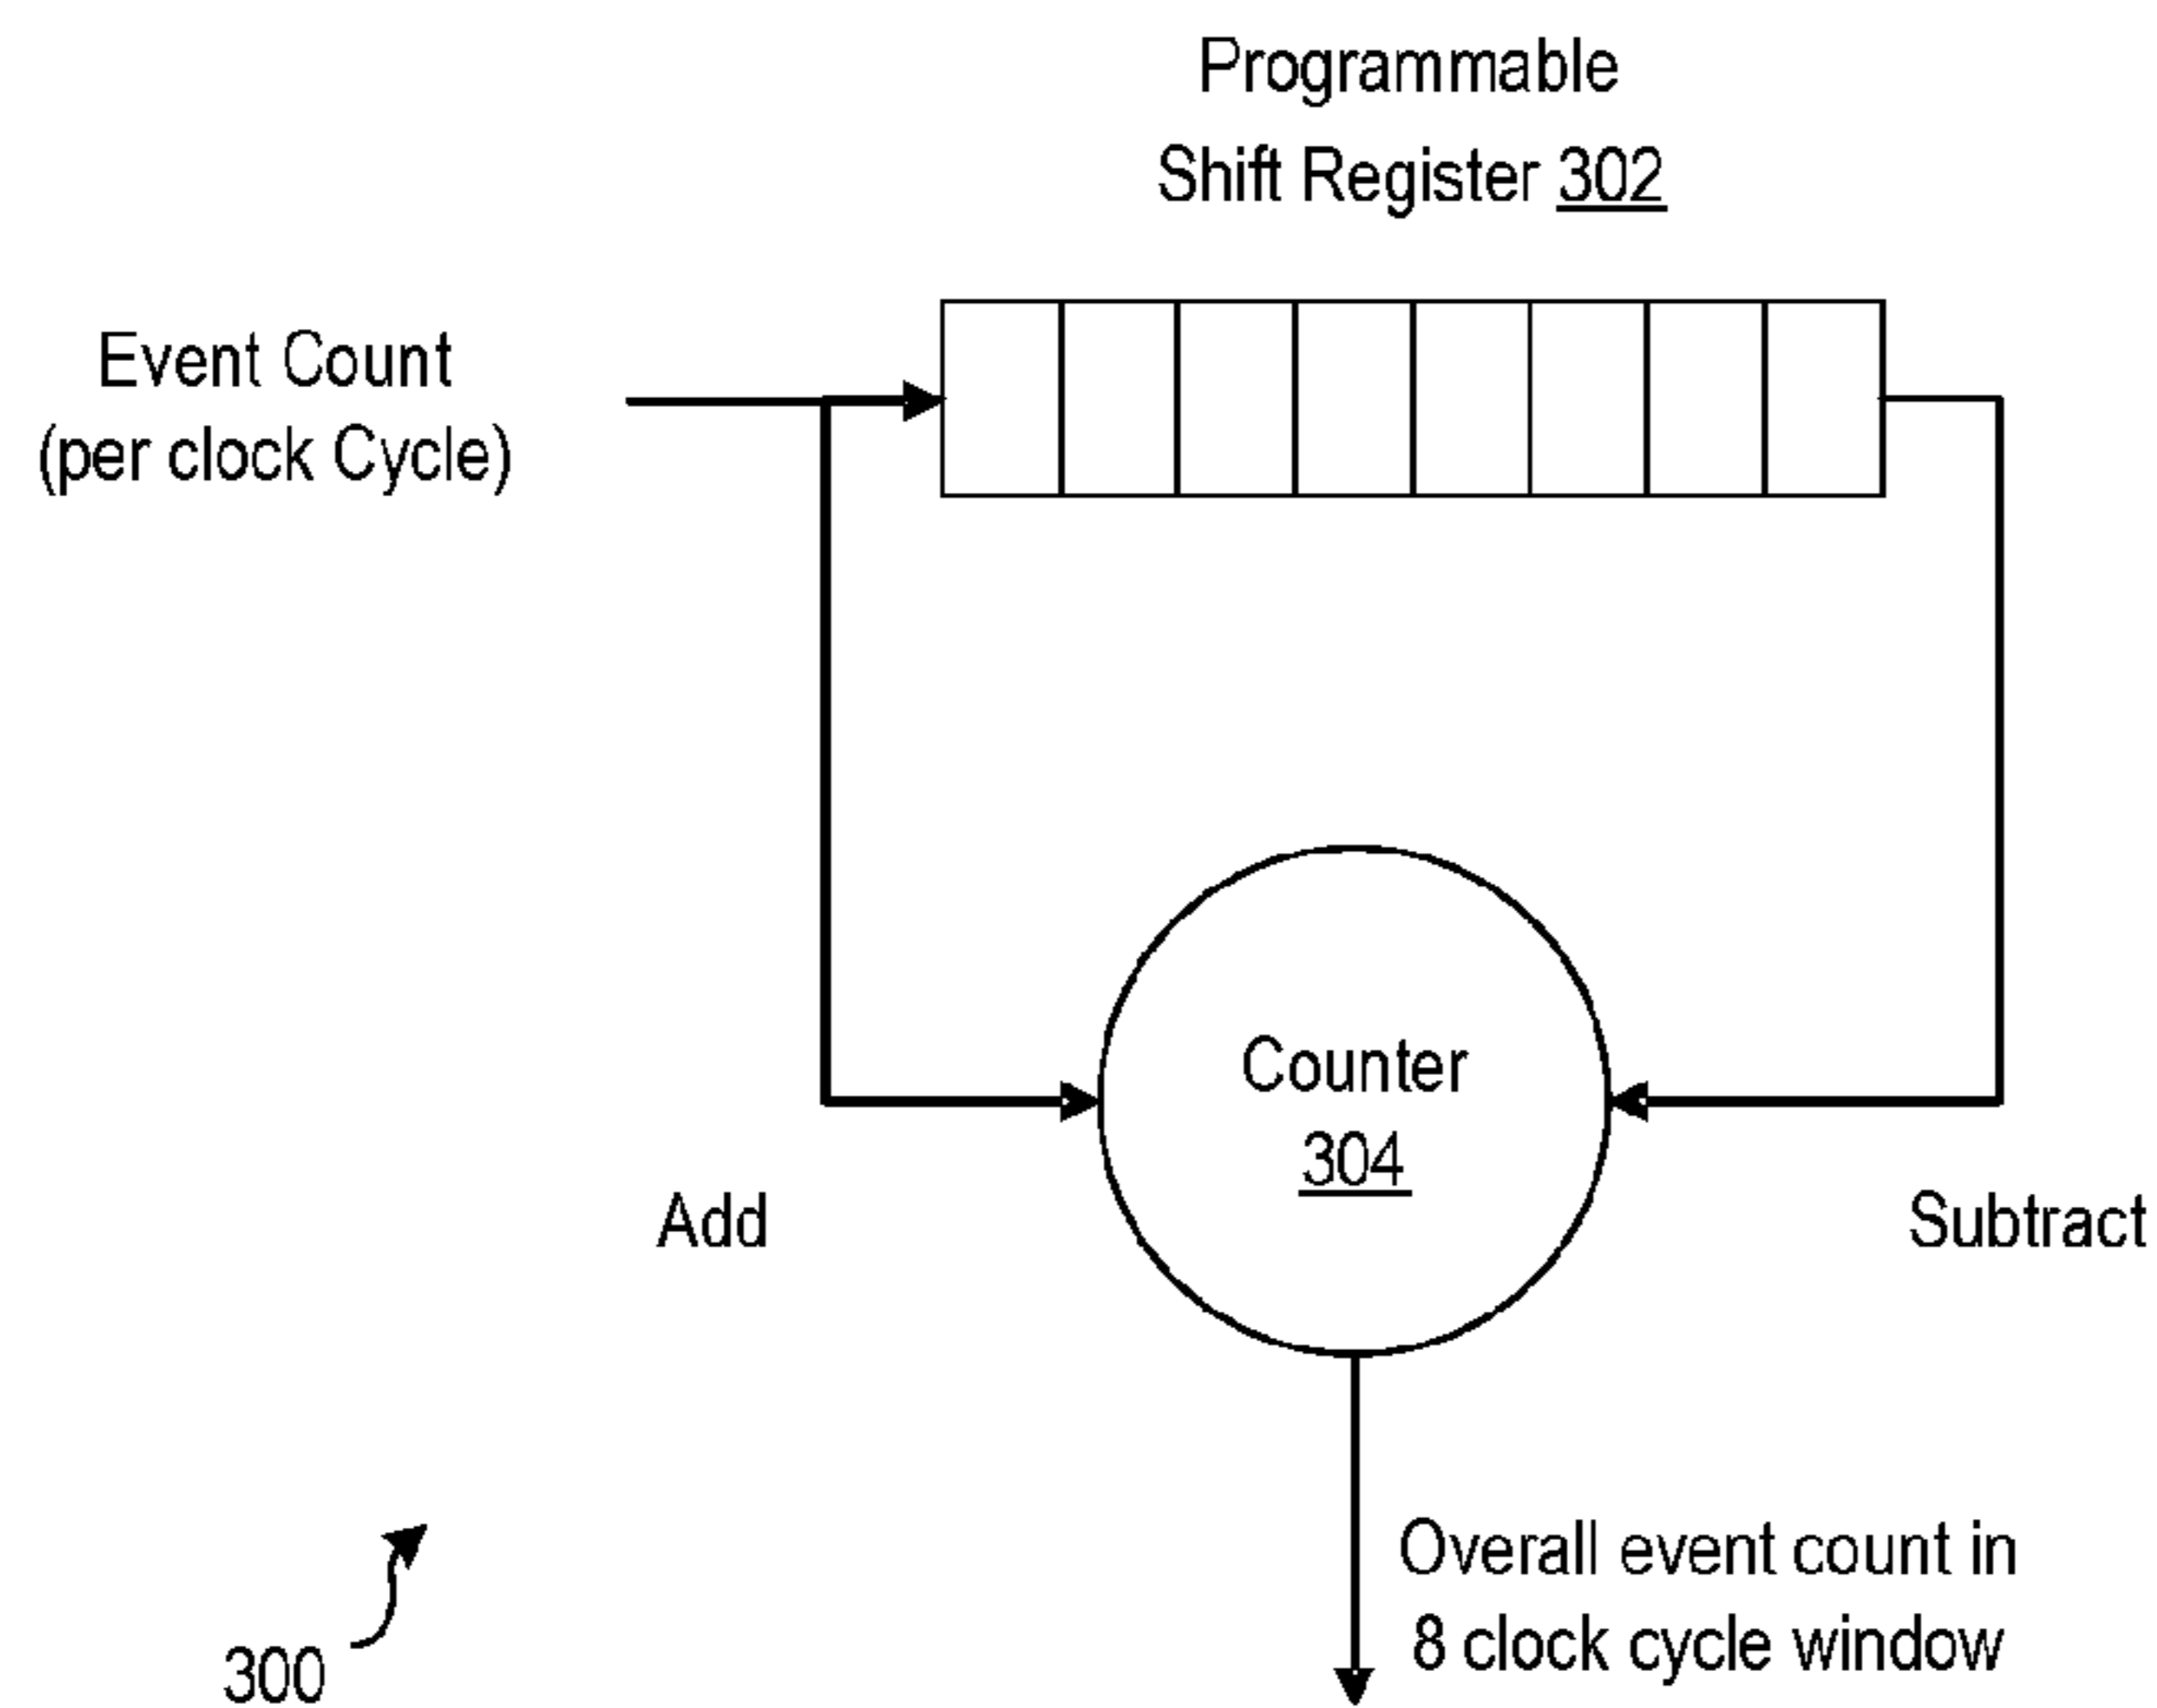 Programmable
Shift Register 302
Event Count
(per clock Cycle)
Counter
304
Add
Subtract
Overall event count in
8 clock cycle window
300